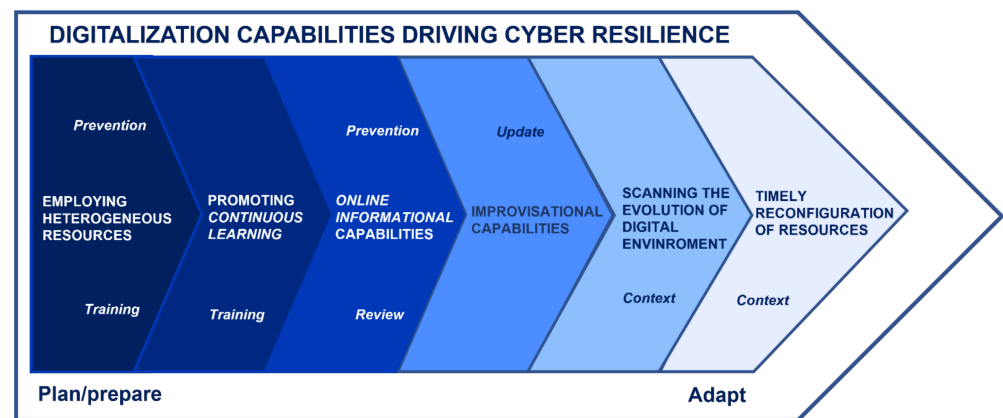 DIGITALIZATION CAPABILITIES DRIVING CYBER RESILIENCE
Prevention
EMPLOYING
HETEROGENEOUS
RESOURCES
Training
PROMOTING
CONTINUOUS
LEARNING
Training
Prevention
ONLINE
INFORMATIONAL
CAPABILITIES
Review
Update
IMPROVISATIONAL
CAPABILITIES
SCANNING THE
EVOLUTION OF
DIGITAL
ENVINROMENT
Context
TIMELY
RECONFIGURATION
OF RESOURCES
Context
Plan/prepare
Adapt